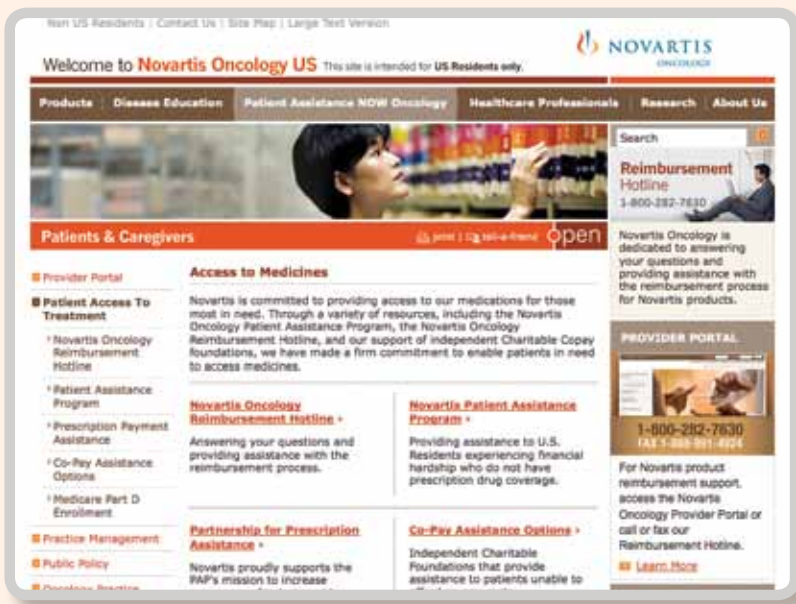 Non US Residents | Contact Us | Site Map | Large Text Version
Welcome to Novartis Oncology US This site is intended for US Residents only.
NOVARTIS
ONCOLOGY
Products Disease Education Patient Assistance NOW Oncology Healthcare Professionals Research About Us
Patients & Caregivers
print | tell-a-friend open
Provider Portal
Patient Access To
Treatment
Novartis Oncology
Reimbursement
Hotline
Patient Assistance
Program
Prescription Payment
Assistance
Co-Pay Assistance
Options
Medicare Part D
Enrollment
Practice Management
Public Policy
Oncology Practice
Access to Medicines
Novartis is committed to providing access to our medications for those
most in need. Through a variety of resources, including the Novartis
Oncology Patient Assistance Program, the Novartis Oncology
Reimbursement Hotline, and our support of independent Charitable Copay
foundations, we have made a firm commitment to enable patients in need
to access medicines.
Novartis Oncology
Reimbursement Hotline ›
Answering your questions and
providing assistance with the
reimbursement process.
Novartis Patient Assistance
Program ›
Providing assistance to U.S.
Residents experiencing financial
hardship who do not have
prescription drug coverage.
Partnership for Prescription
Assistance ›
Novartis proudly supports the
PAP's mission to increase
Co-Pay Assistance Options ›
Independent Charitable
Foundations that provide
assistance to patients unable to
Search
Reimbursement
Hotline
1-800-282-7630
Novartis Oncology is
dedicated to answering
your questions and
providing assistance with
the reimbursement process
for Novartis products.
PROVIDER PORTAL
1-800-282-7630
FAX
For Novartis product
reimbursement support,
access the Novartis
Oncology Provider Portal or
call or fax our
Reimbursement Hotline.
Learn More